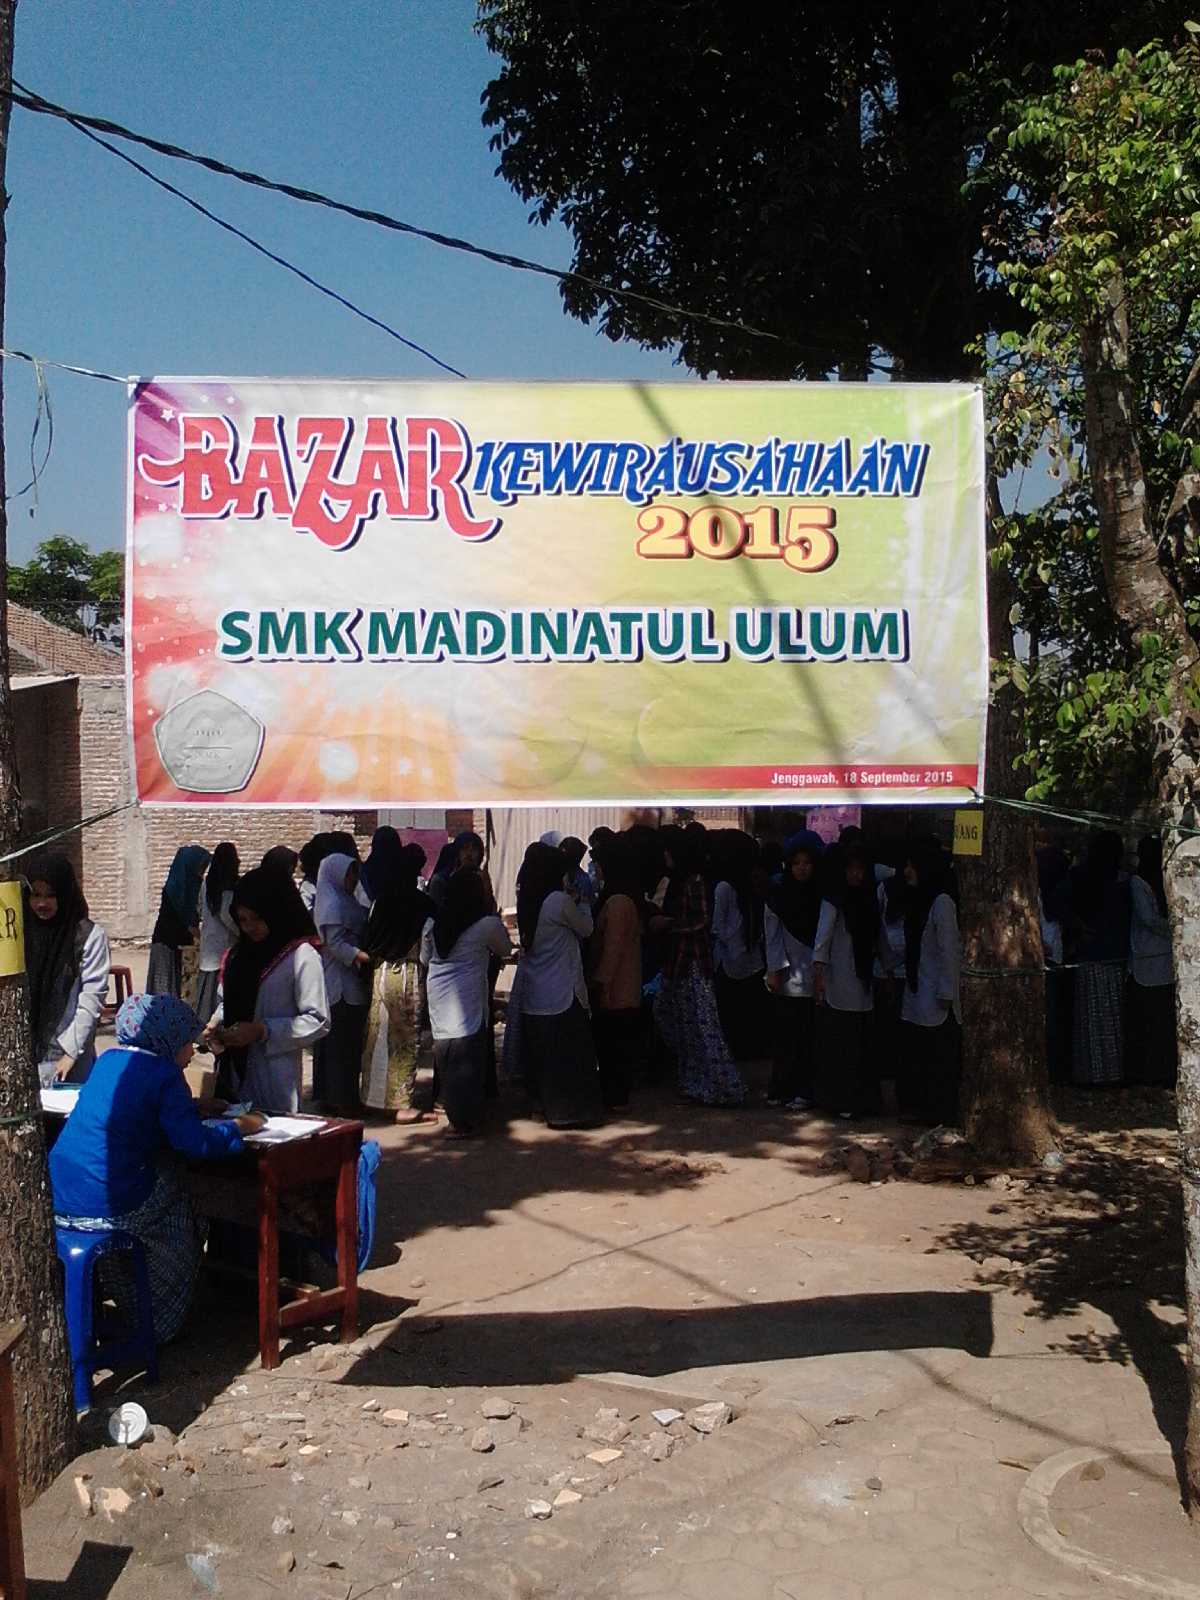 BAZAR KEWIRAUSAHAAN
2015
SMK MADINATUL ULUM
Jenggawah, 18 September 2015